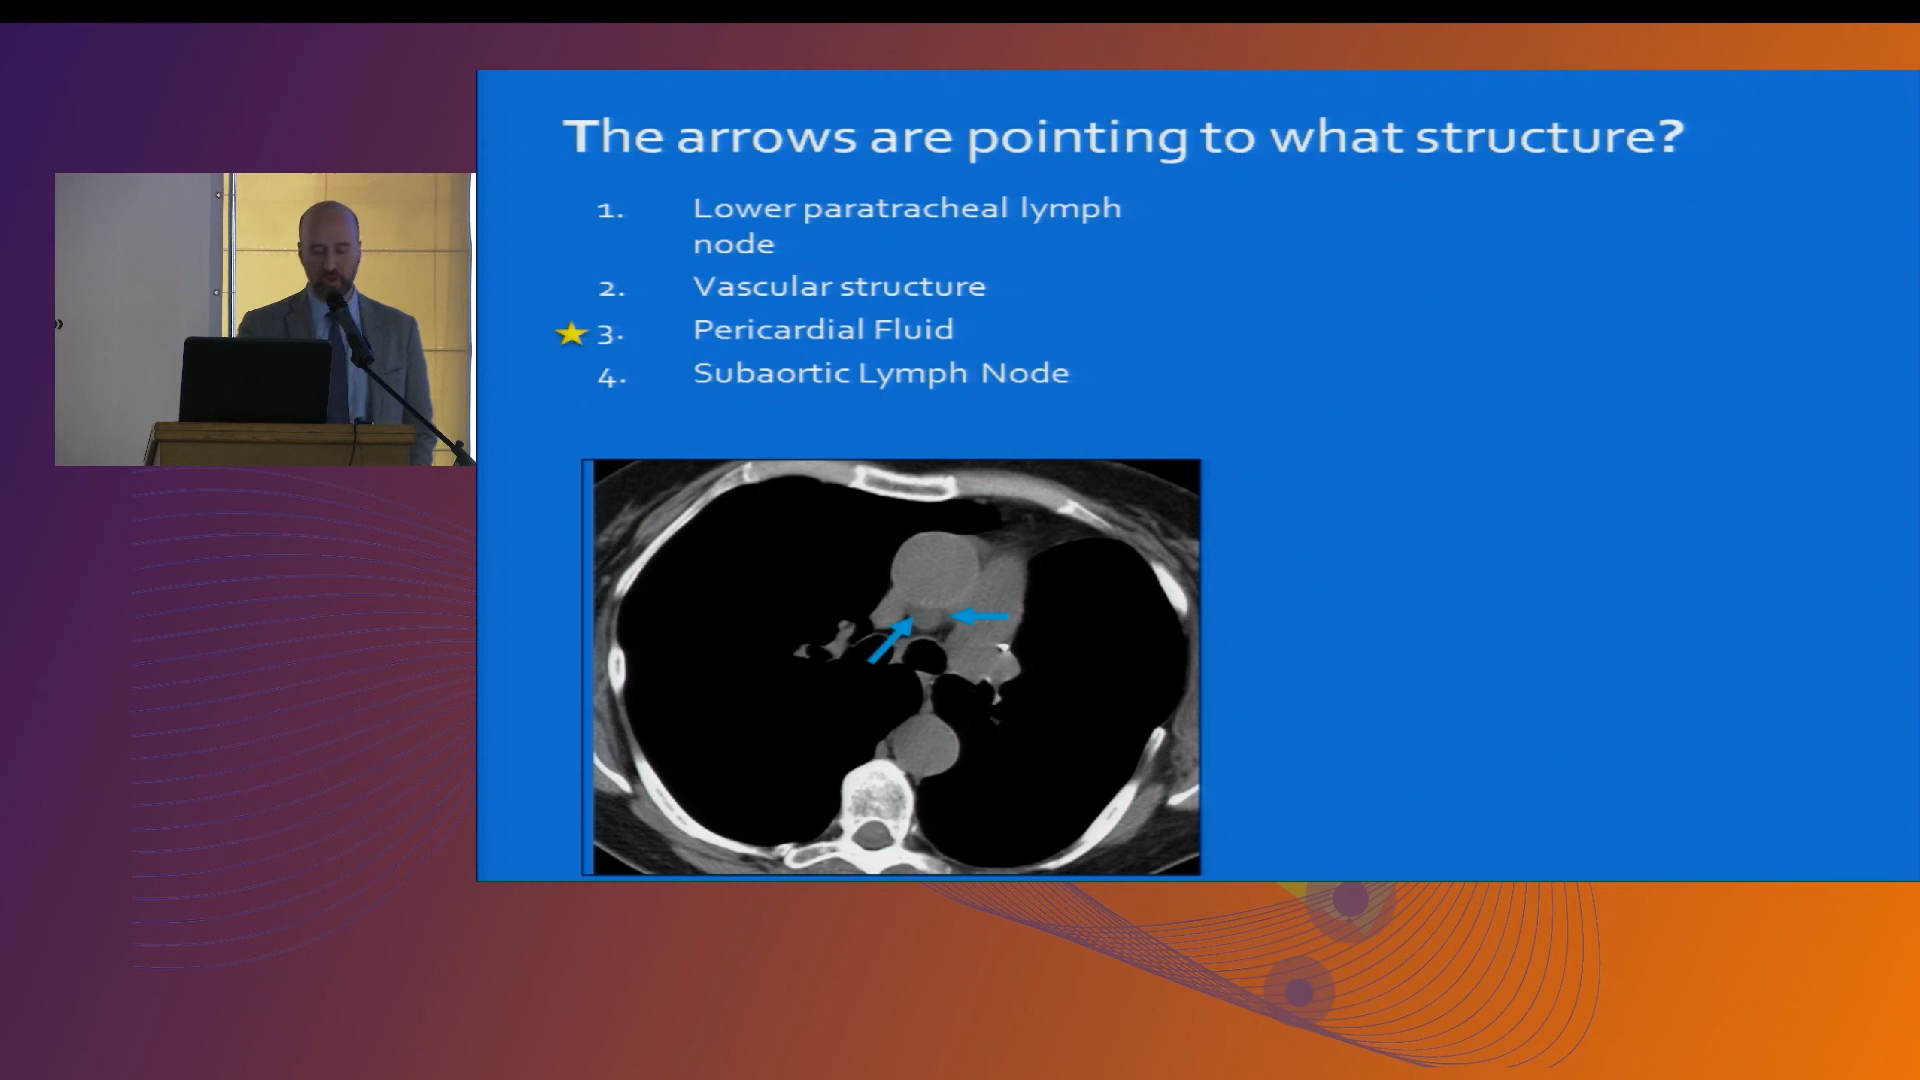 The arrows are pointing to what structure?
1. Lower paratracheal lymph
node
2. Vascular structure
3. Pericardial Fluid
4. Subaortic Lymph Node